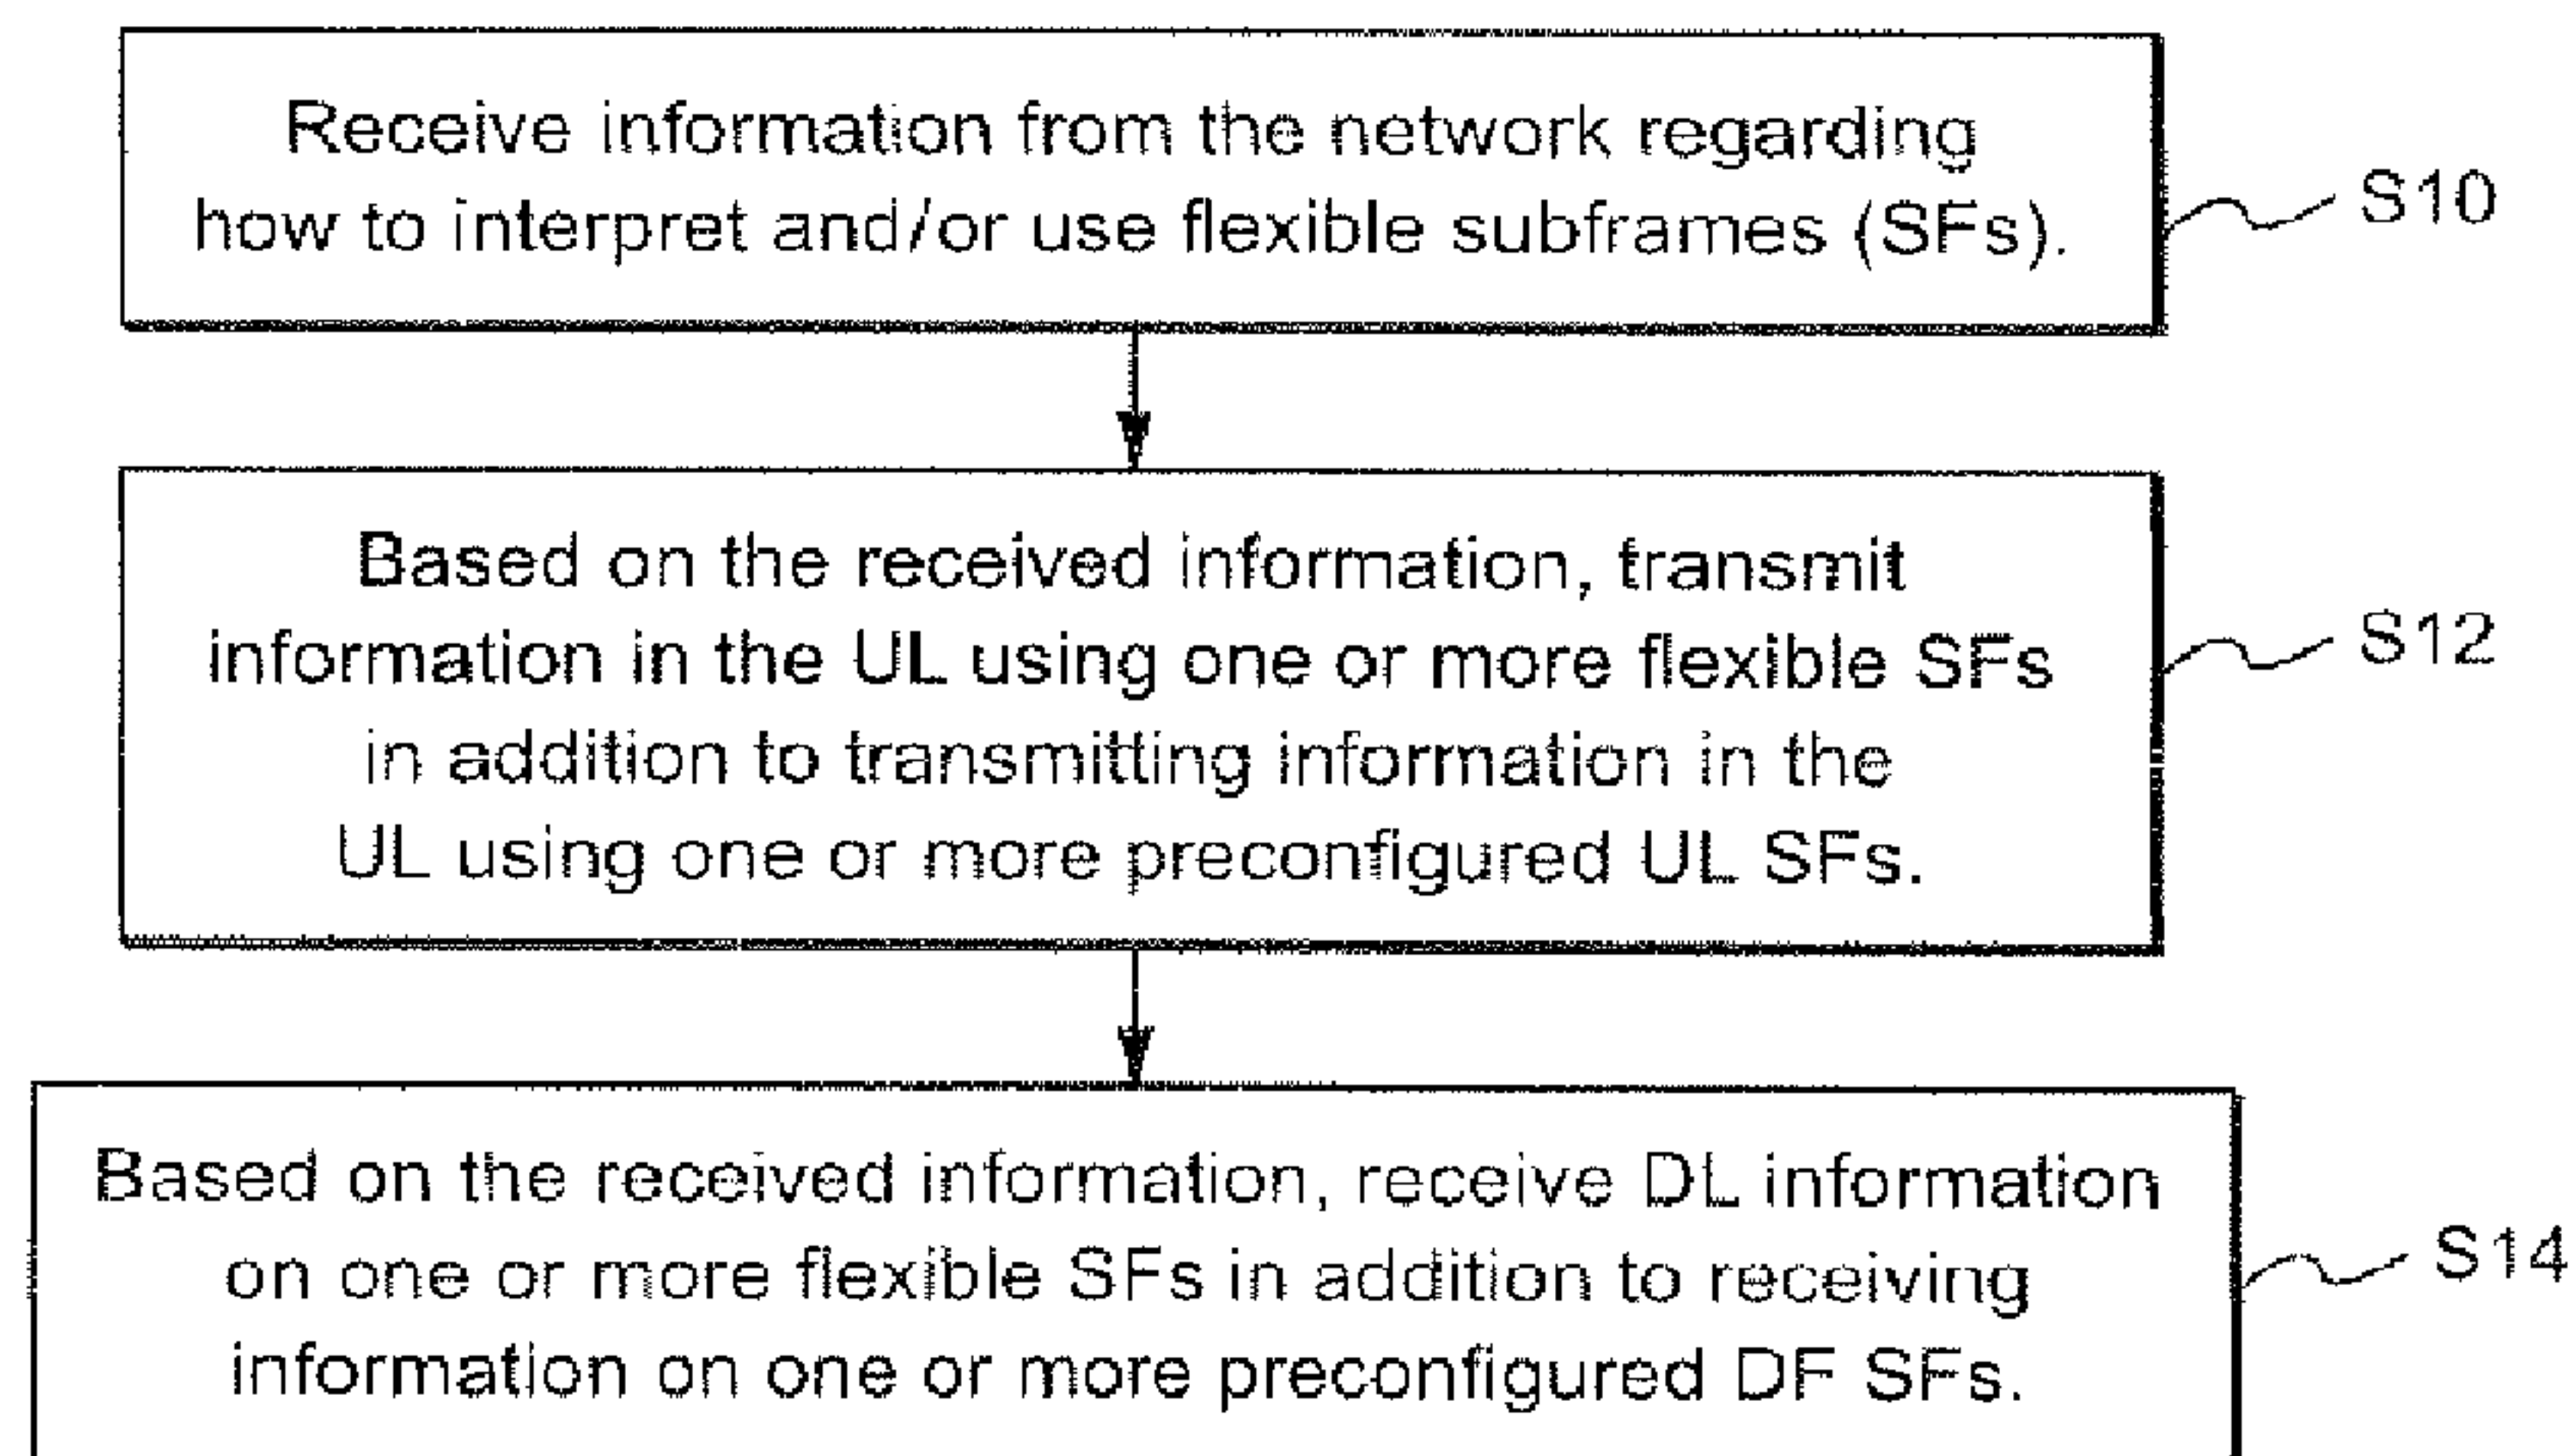 Receive information from the network regarding
how to interpret and/or use flexible subframes (SFs).
S10
Based on the received information, transmit
information in the UL using one or more flexible SFs
in addition to transmitting information in the
UL using one or more preconfigured UL SFs.
S12
Based on the received information, receive DL information
on one or more flexible SFs in addition to receiving
information on one or more preconfigured DF SFs.
S14